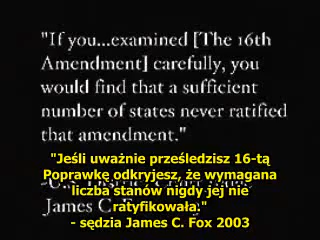 "If you...examined [The 16th
Amendment] carefully, you
would find that a sufficient
number of states never ratified
that amendment."
"Jeśli uważnie prześledzisz 16-tą
Poprawkę odkryjesz, że wymagana
liczba stanów nigdy jej nie
ratyfikowała."
James C. Fox
- sędzia James C. Fox 2003